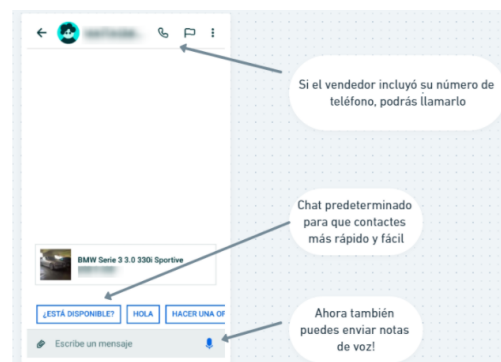 Si el vendedor incluyó su número de
teléfono, podrás llamarlo
Chat predeterminado
para que contactes
más rápido y fácil
BMW Serie 3 3.0 330i Sportive
¿ESTÁ DISPONIBLE?
HOLA
HACER UNA OF
Escribe un mensaje
Ahora también
puedes enviar notas
de voz!